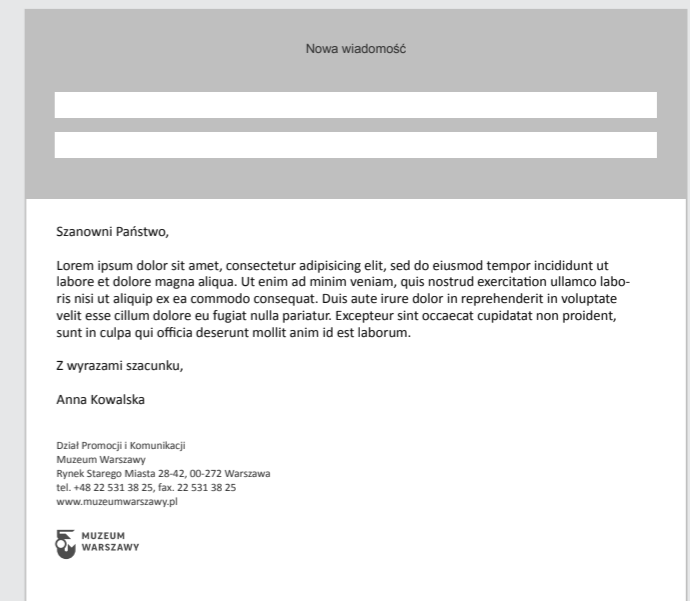 Nowa wiadomość
Szanowni Państwo,
Lorem ipsum dolor sit amet, consectetur adipisicing elit, sed do eiusmod tempor incididunt ut
labore et dolore magna aliqua. Ut enim ad minim veniam, quis nostrud exercitation ullamco labo-
ris nisi ut aliquip ex ea commodo consequat. Duis aute irure dolor in reprehenderit in voluptate
velit esse cillum dolore eu fugiat nulla pariatur. Excepteur sint occaecat cupidatat non proident,
sunt in culpa qui officia deserunt mollit anim id est laborum.
Z wyrazami szacunku,
Anna Kowalska
Dział Promocji i Komunikacji
Muzeum Warszawy
Rynek Starego Miasta 28-42, 00-272 Warszawa
tel. +48 22 531 38 25, fax. 22 531 38 25
www.muzeumwarszawy.pl
MUZEUM
WARSZAWY